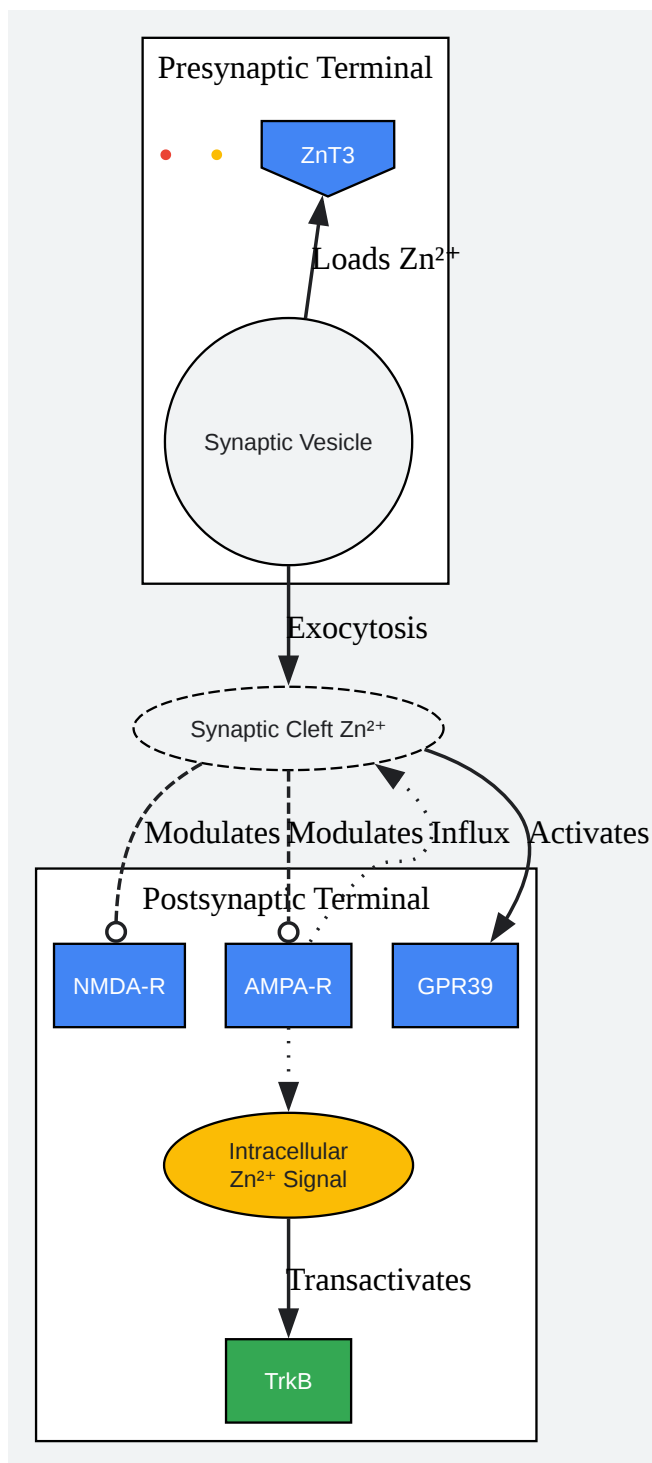 Presynaptic Terminal
ZnT3
Loads Zn²⁺
Synaptic Vesicle
Exocytosis
Synaptic Cleft Zn²⁺
Modulates
Modulates
Influx
Activates
Postsynaptic Terminal
NMDA-R
AMPA-R
GPR39
Intracellular
Zn²⁺ Signal
Transactivates
TrkB